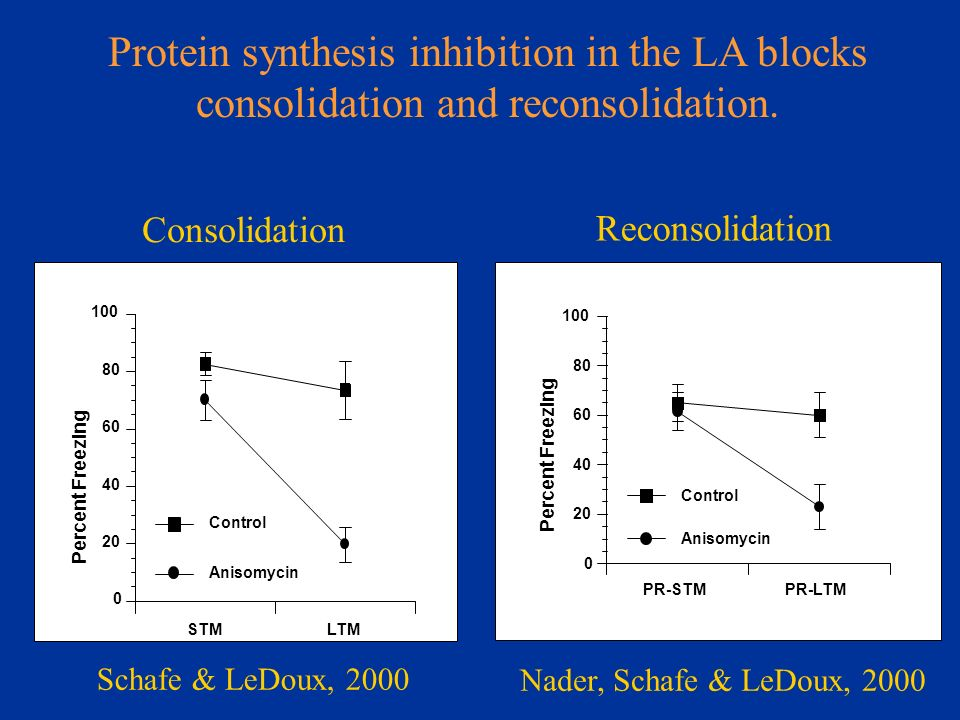 Protein synthesis inhibition in the LA blocks
consolidation and reconsolidation.
Consolidation
100
80
60
40
20
0
Percent Freezing
Control
Anisomycin
STM
LTM
Schafe & LeDoux, 2000
Reconsolidation
100
80
60
40
20
0
Percent Freezing
Control
Anisomycin
PR-STM
PR-LTM
Nader, Schafe & LeDoux, 2000